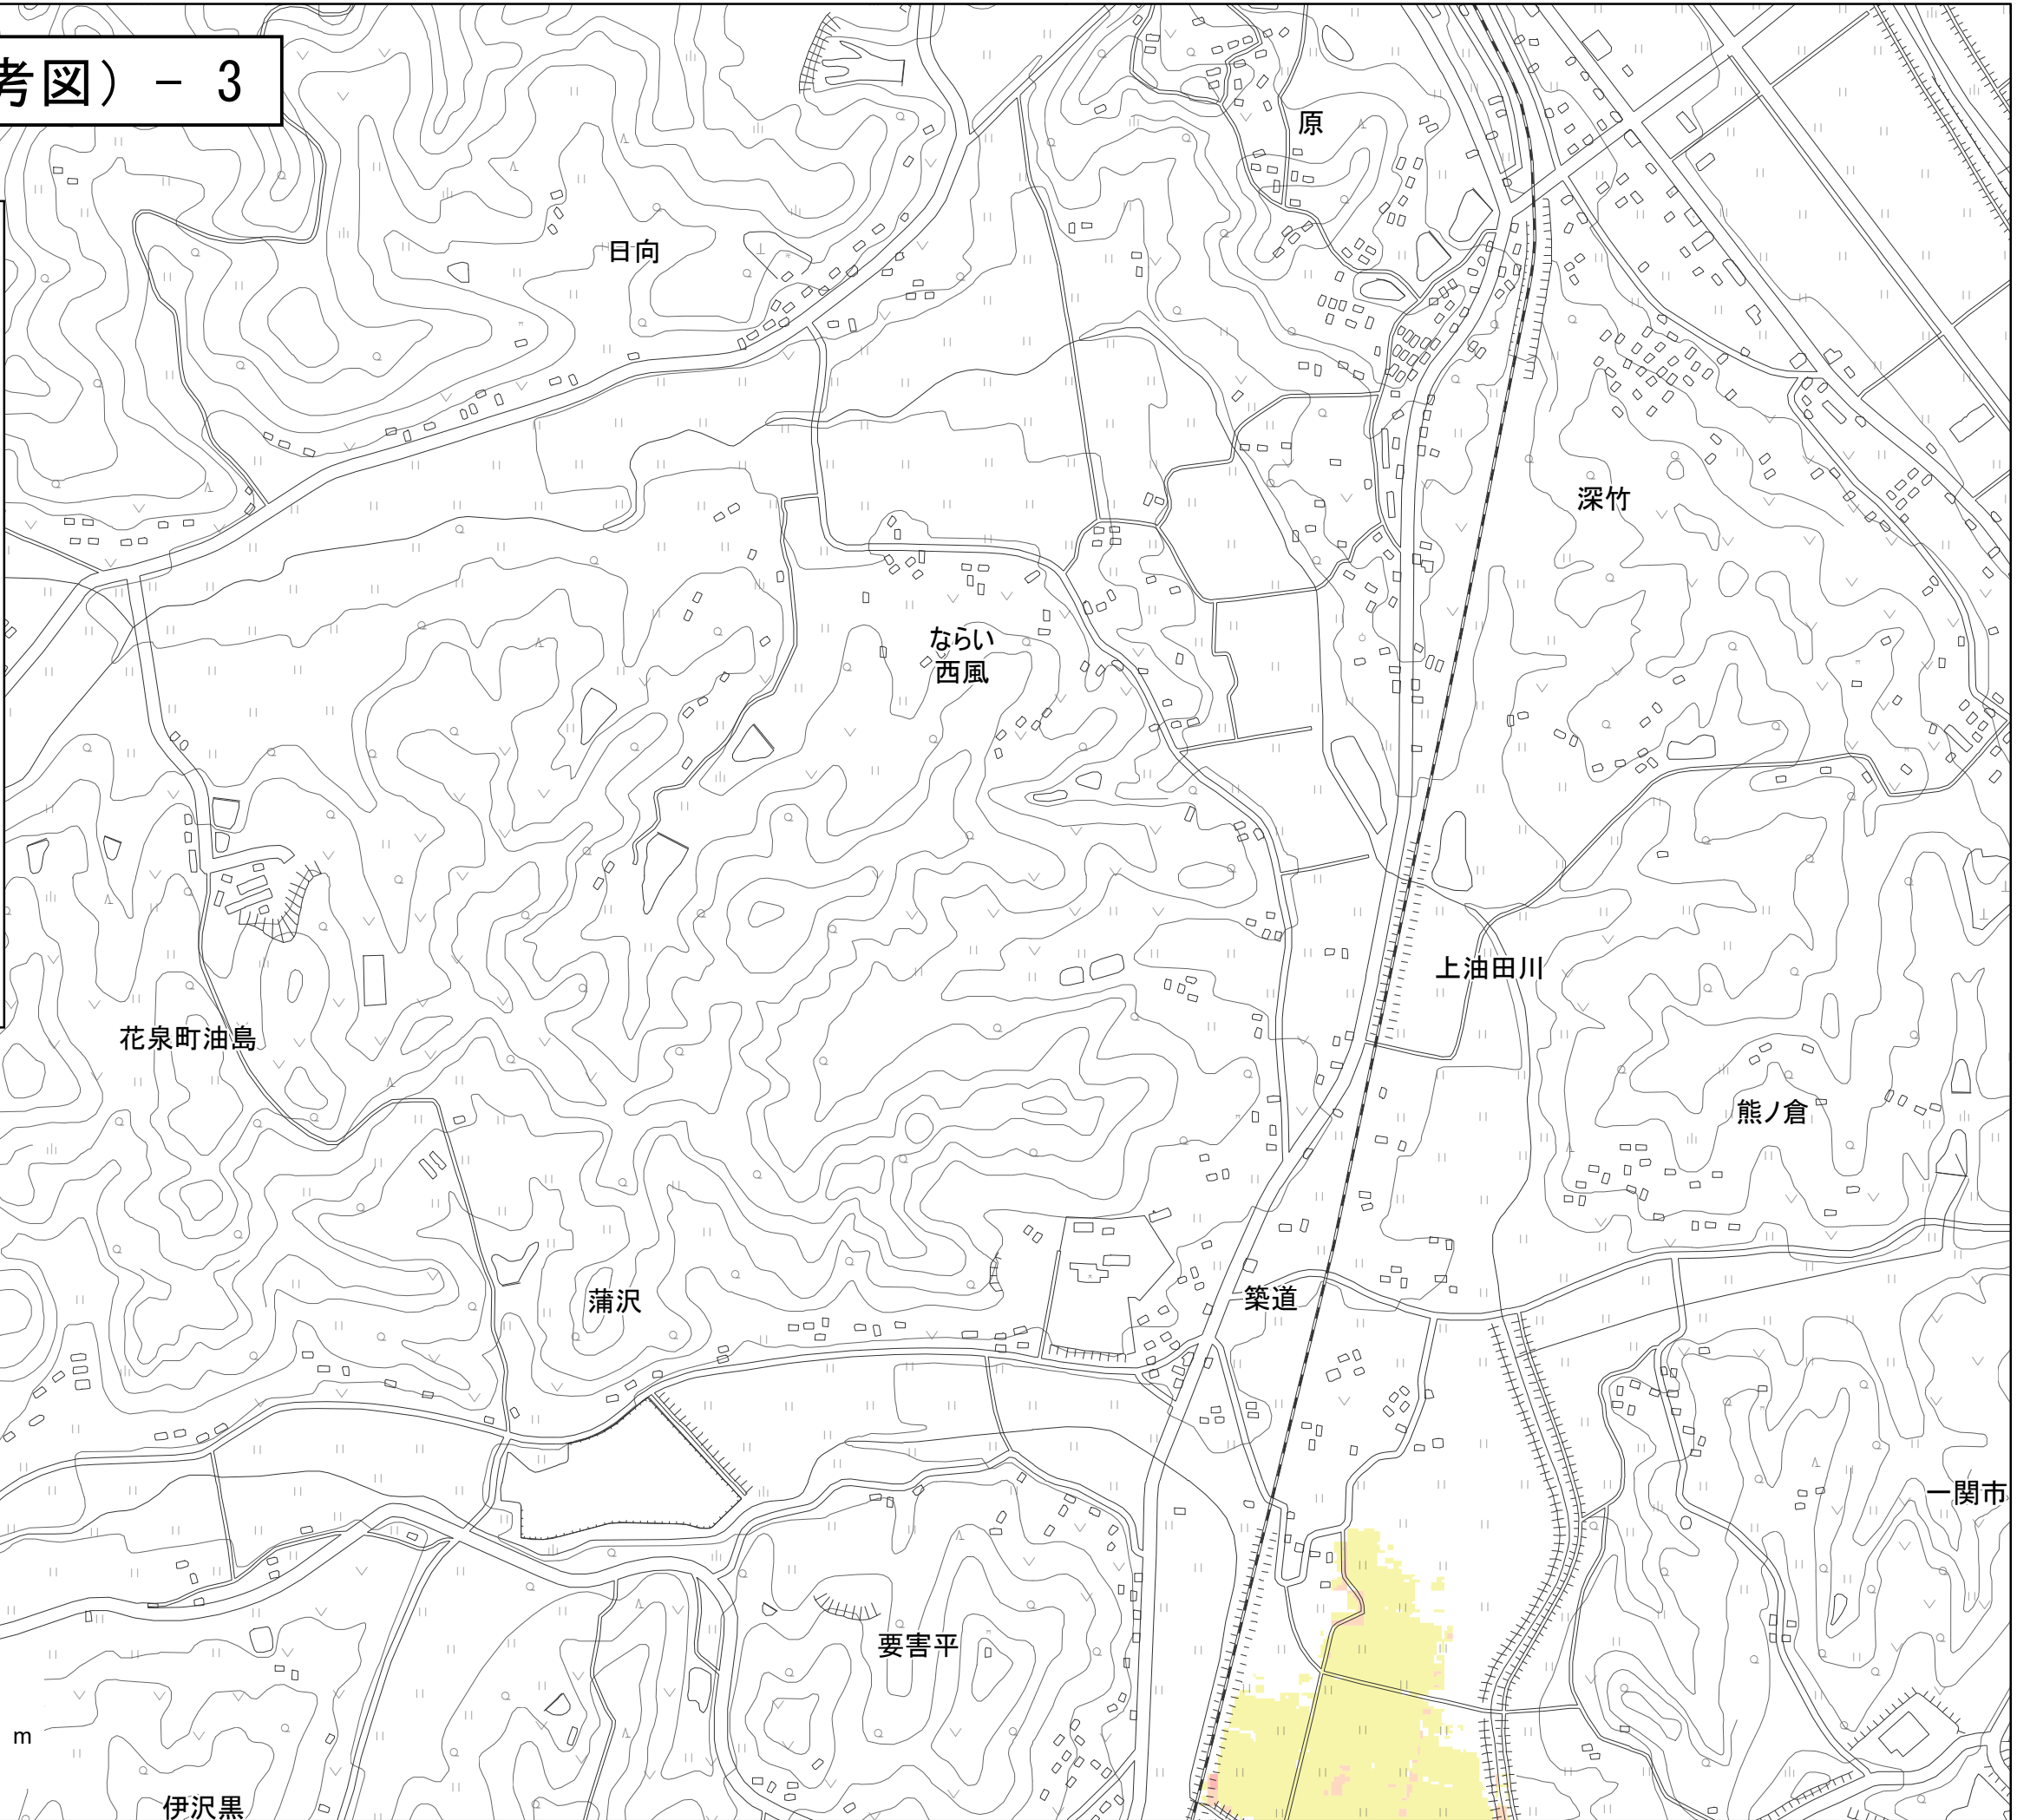 考図） － 3
原
日向
深竹
ならい
西風
上油田川
花泉町油島
熊ノ倉
蒲沢
築道
一関市
要害平
m
伊沢黒